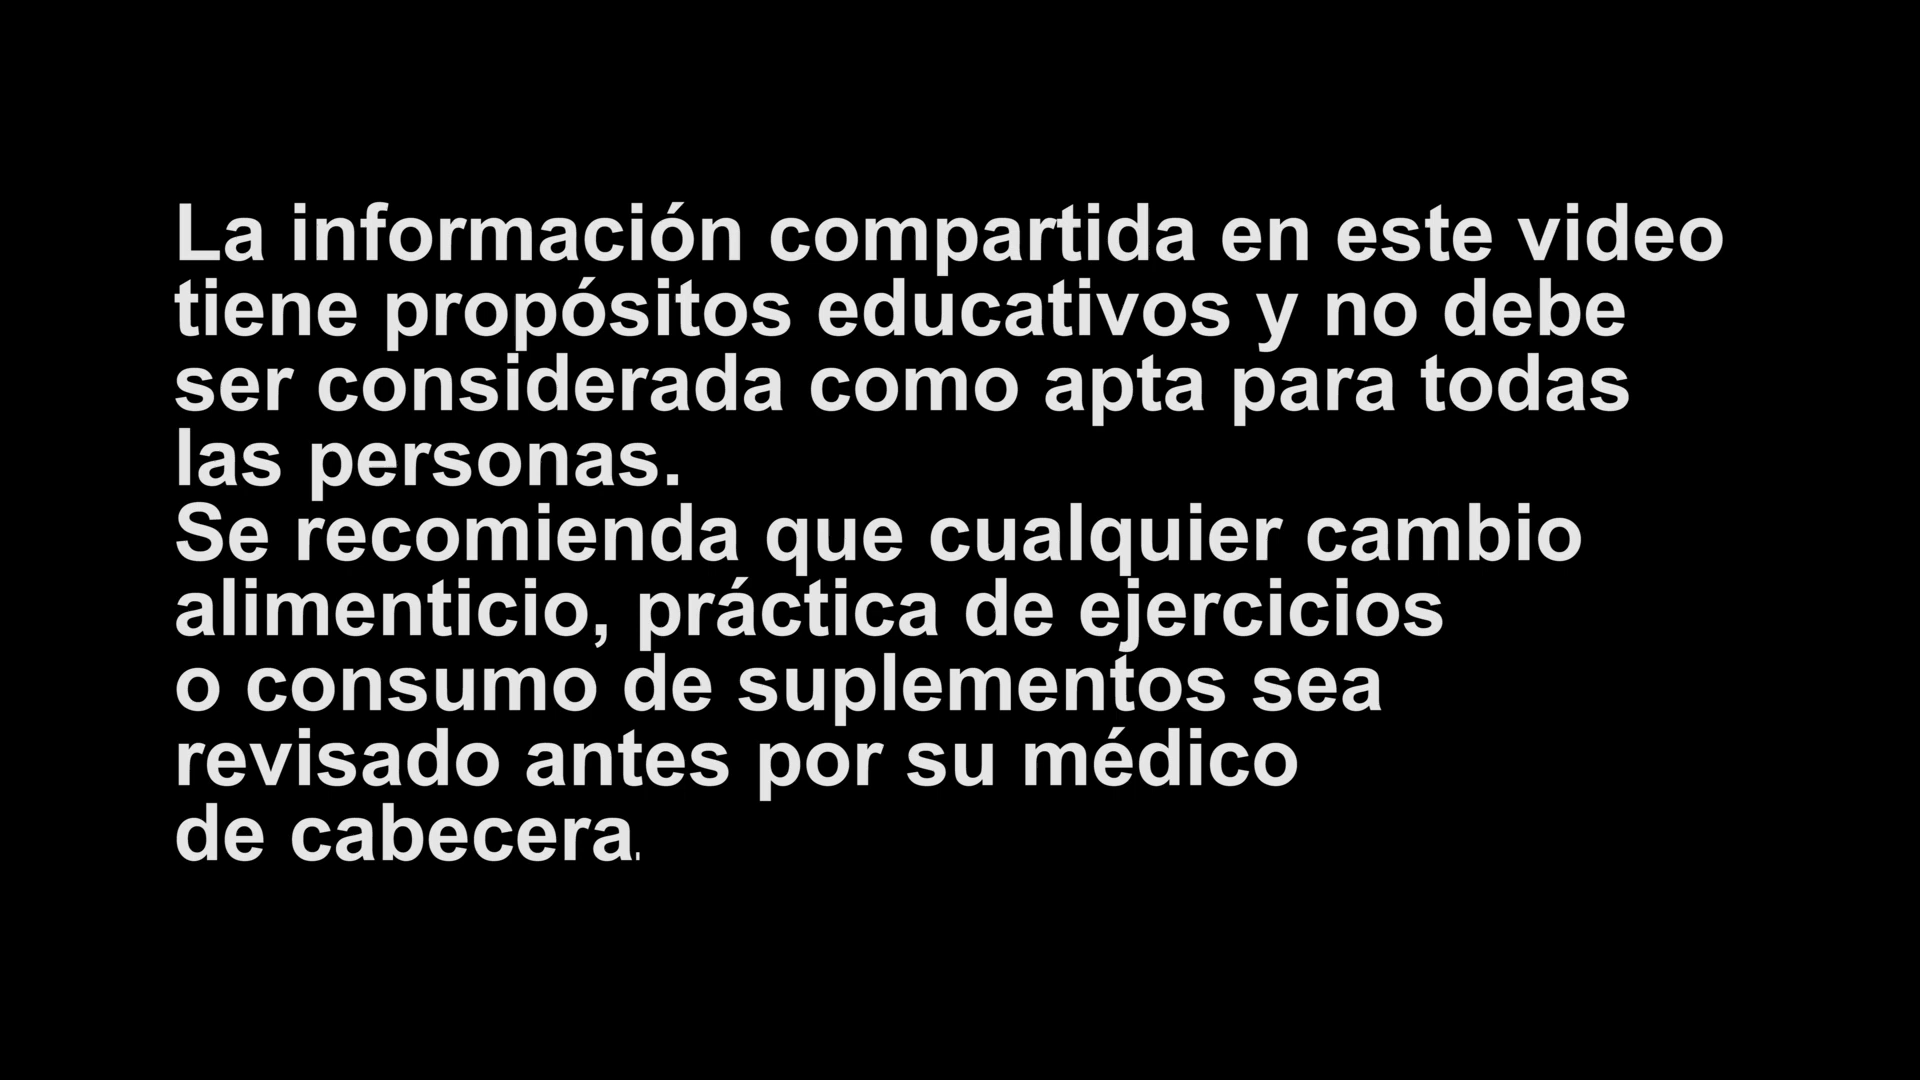 La información compartida en este video
tiene propósitos educativos y no debe
ser considerada como apta para todas
las personas.
Se recomienda que cualquier cambio
alimenticio, práctica de ejercicios
o consumo de suplementos sea
revisado antes por su médico
de cabecera.